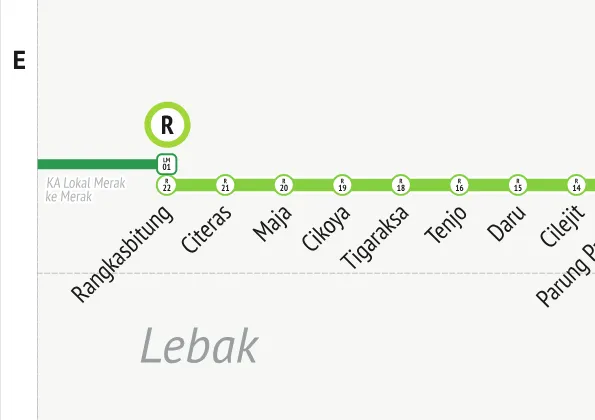 E
R
LM
01
KA Lokal Merak
ke Merak
R
22
R
21
R
20
R
19
R
18
R
16
R
15
R
14
Rangkasbitung
Citeras
Maja
Cikoya
Tigaraksa
Tenjo
Daru
Cilejit
Parung
Lebak